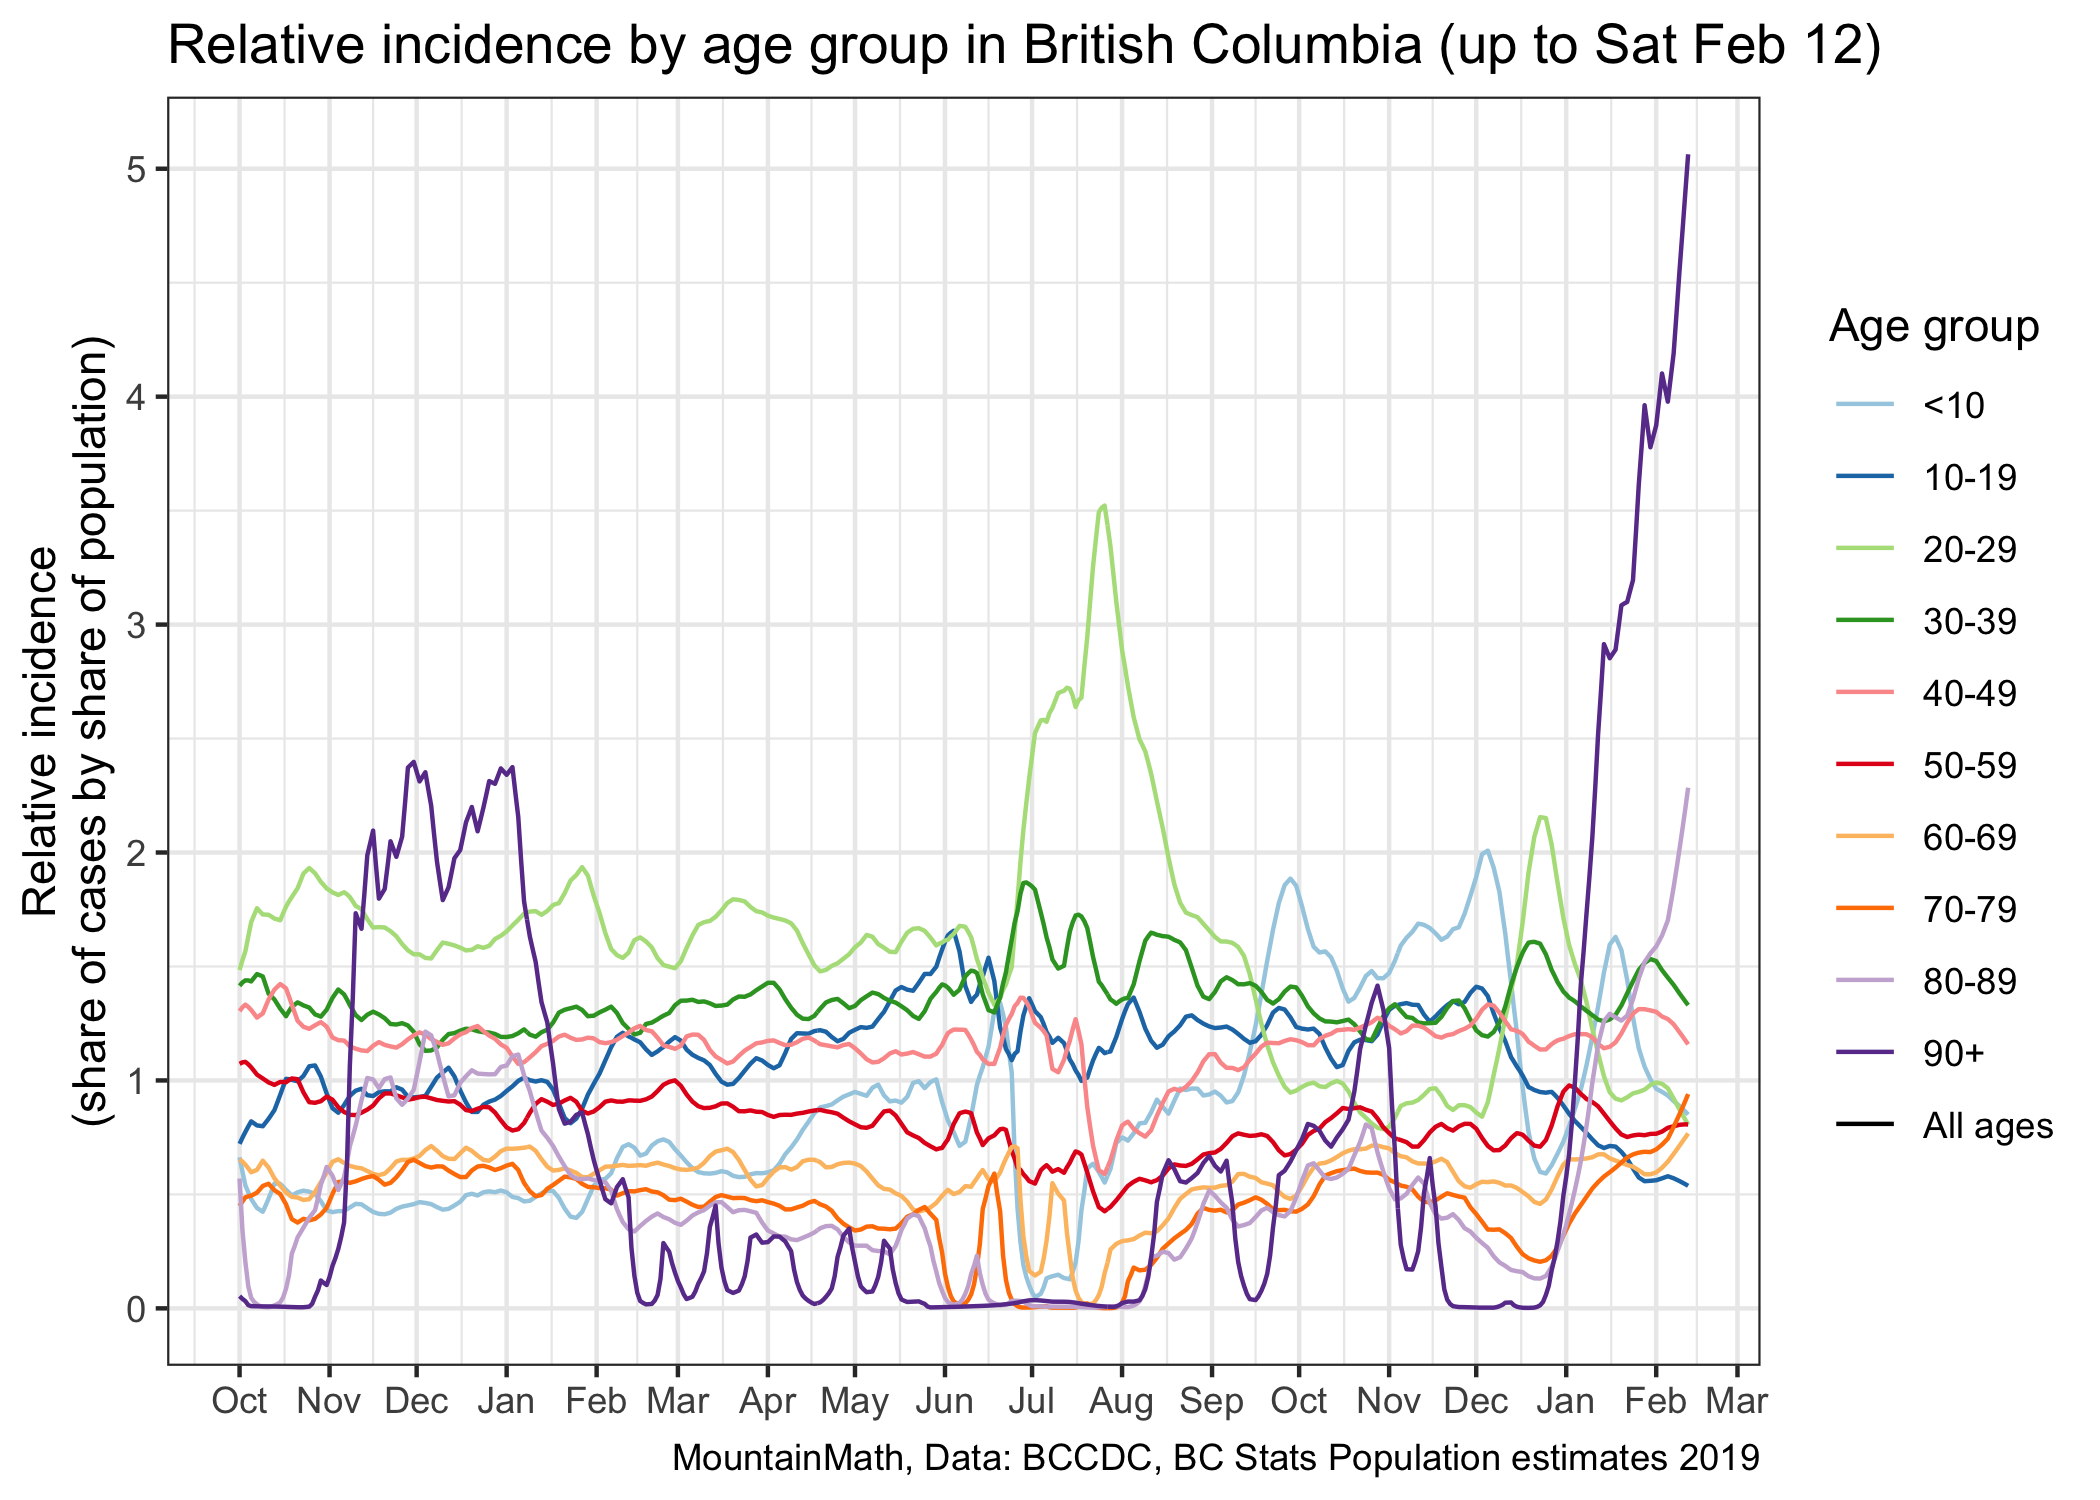 Relative incidence by age group in British Columbia (up to Sat Feb 12)
Relative incidence
(share of cases by share of population)
5
4
3
2
1
0
Oct Nov Dec Jan Feb Mar Apr May Jun Jul Aug Sep Oct Nov Dec Jan Feb Mar
Age group
<10
10-19
20-29
30-39
40-49
50-59
60-69
70-79
80-89
90+
All ages
MountainMath, Data: BCCDC, BC Stats Population estimates 2019